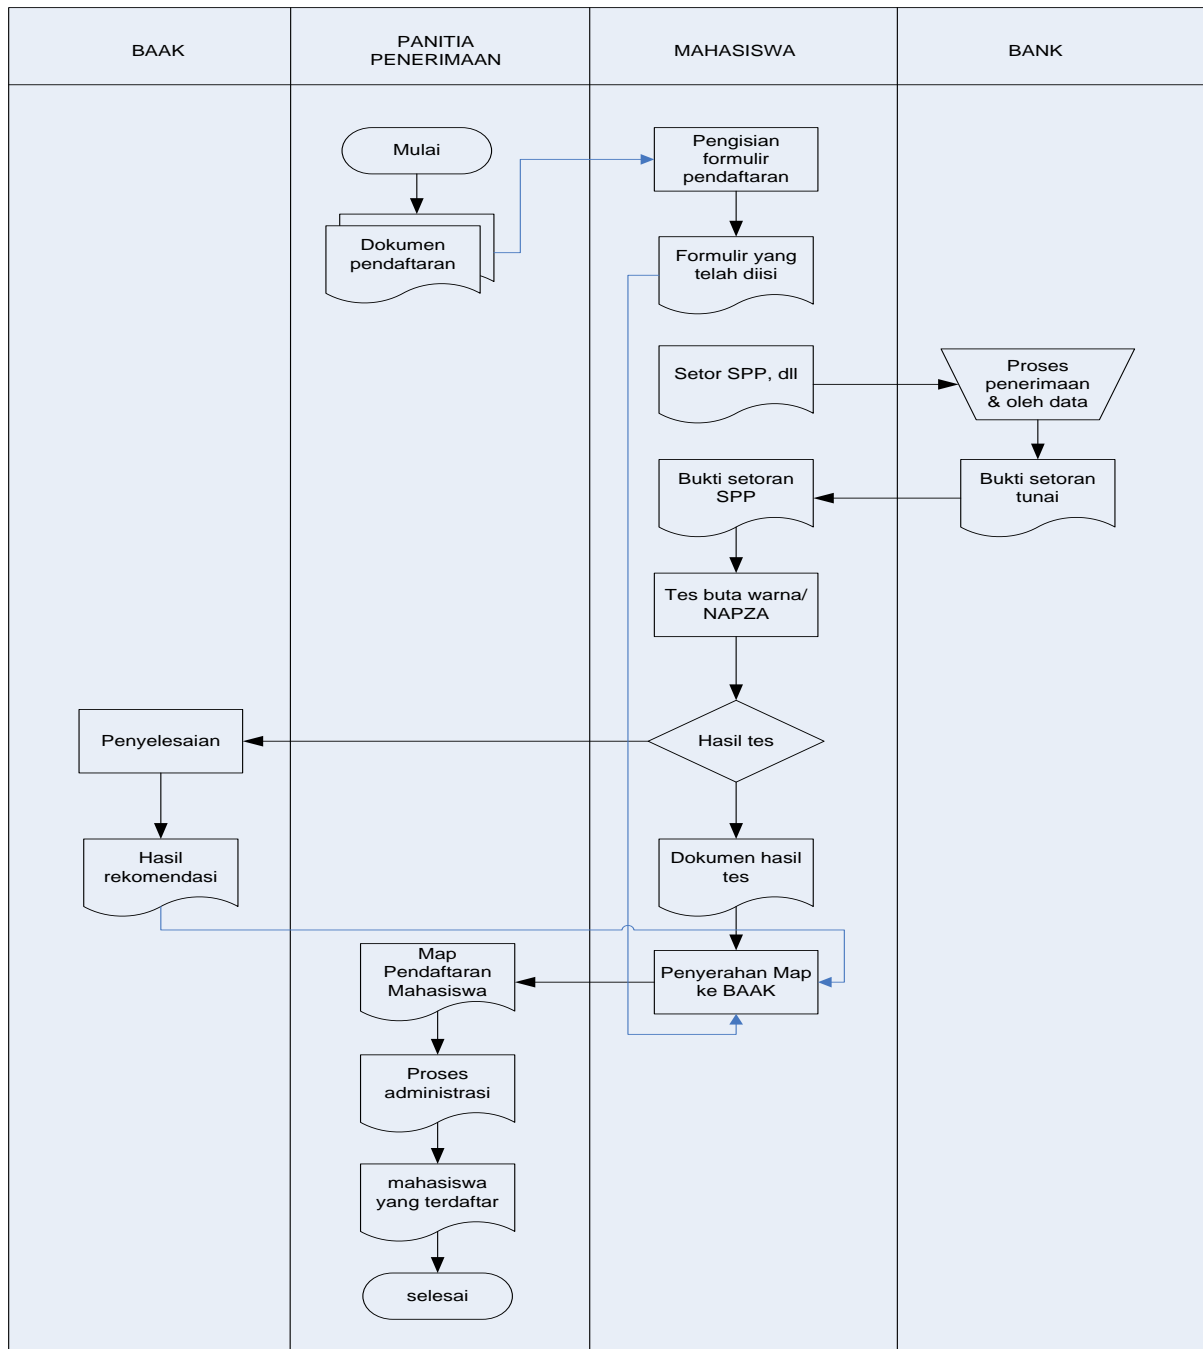 BAAK
PANITIA
PENERIMAAN
MAHASISWA
BANK
Mulai
Pengisian
formulir
pendaftaran
Dokumen
pendaftaran
Formulir yang
telah diisi
Setor SPP, dll
Proses
penerimaan
& oleh data
Bukti setoran
SPP
Bukti setoran
tunai
Tes buta warna/
NAPZA
Penyelesaian
Hasil tes
Hasil
rekomendasi
Dokumen hasil
tes
Map
Pendaftaran
Mahasiswa
Penyerahan Map
ke BAAK
Proses
administrasi
mahasiswa
yang terdaftar
selesai